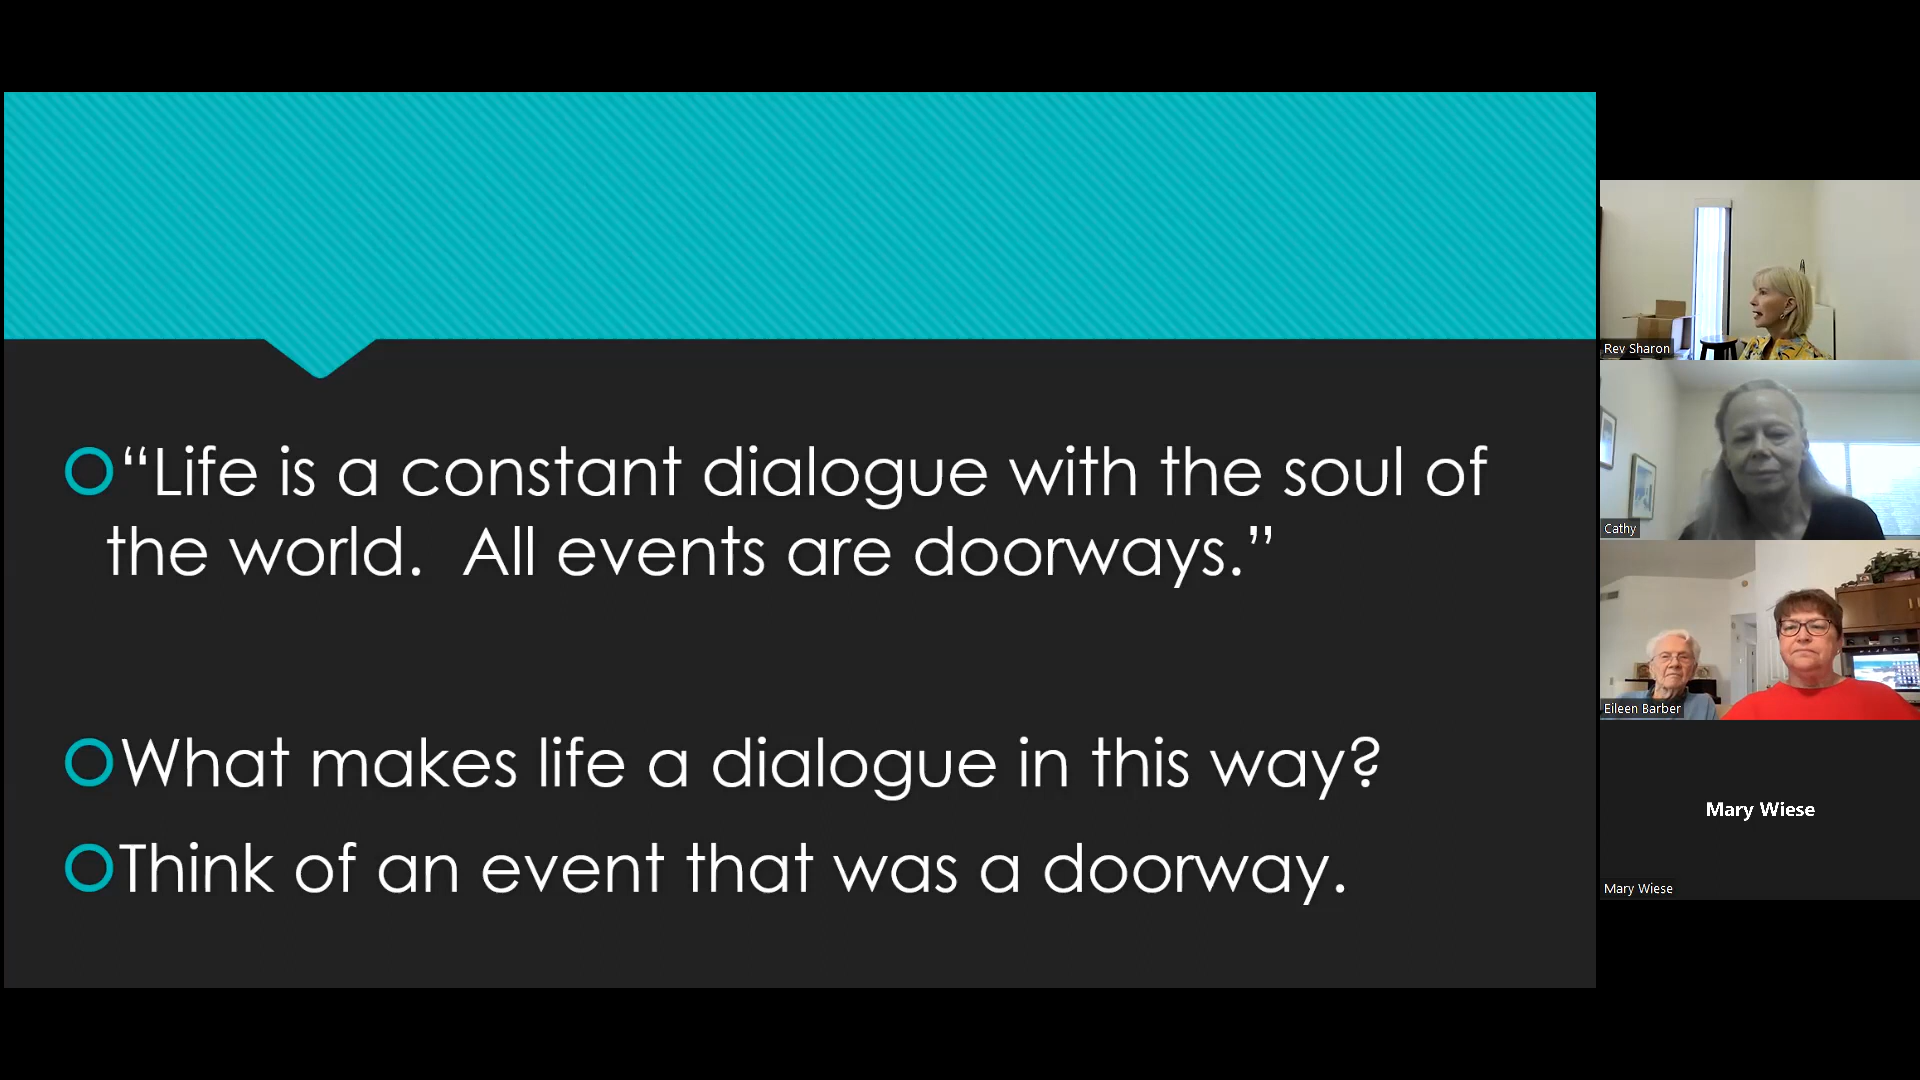 “Life is a constant dialogue with the soul of
the world.  All events are doorways.”
What makes life a dialogue in this way?
Think of an event that was a doorway.
Rev Sharon
Cathy
Eileen Barber
Mary Wiese
Mary Wiese